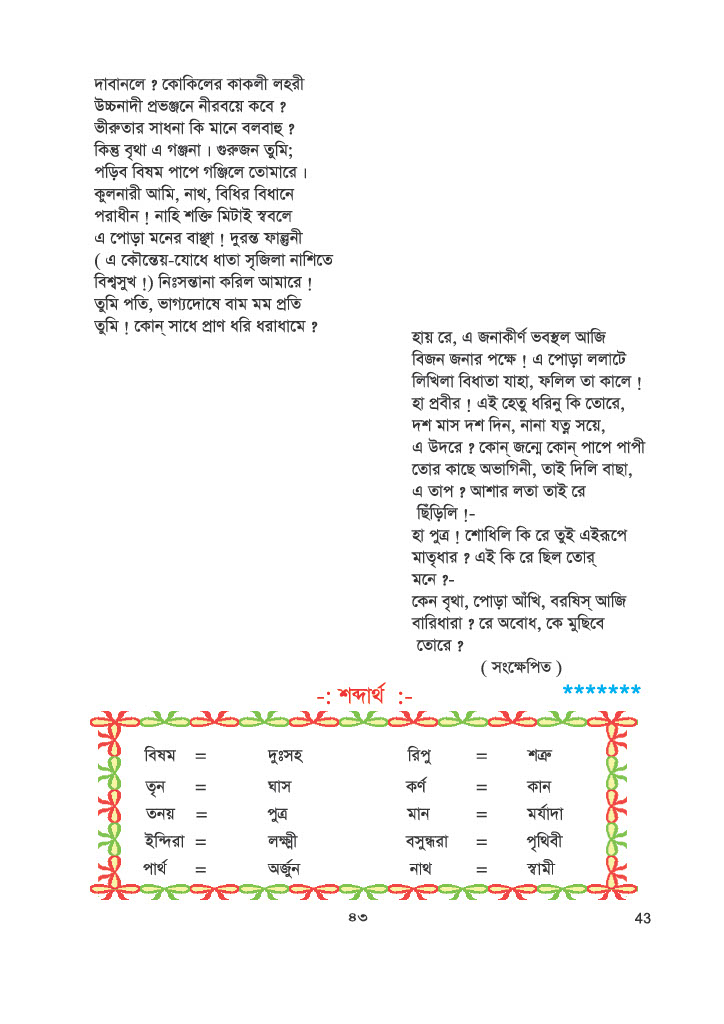 দাবানলে ? কোকিলের কাকলী লহরী
উচ্চনাদী প্রভঞ্জনে নীরবয়ে কবে ?
ভীরুতার সাধনা কি মানে বলবাহু ?
কিন্তু বৃথা এ গঞ্জনা । গুরুজন তুমি;
পড়িব বিষম পাপে গঞ্জিলে তোমারে ।
কুলনারী আমি, নাথ, বিধির বিধানে
পরাধীন ! নাহি শক্তি মিটাই স্ববলে
এ পোড়া মনের বাঞ্ছা ! দুরন্ত ফাল্গুনী
( এ কৌন্তেয়-যোধে ধাতা সৃজিলা নাশিতে
বিশ্বসুখ !) নিঃসন্তানা করিল আমারে !
তুমি পতি, ভাগ্যদোষে বাম মম প্রতি
তুমি ! কোন্ সাধে প্রাণ ধরি ধরাধামে ?
হায় রে, এ জনাকীর্ণ ভবস্থল আজি
বিজন জনার পক্ষে ! এ পোড়া ললাটে
লিখিলা বিধাতা যাহা, ফলিল তা কালে !
হা প্রবীর ! এই হেতু ধরিনু কি তোরে,
দশ মাস দশ দিন, নানা যত্ন সয়ে,
এ উদরে ? কোন্ জন্মে কোন্ পাপে পাপী
তোর কাছে অভাগিনী, তাই দিলি বাছা,
এ তাপ ? আশার লতা তাই রে
ছিঁড়িলি !-
হা পুত্র ! শোধিলি কি রে তুই এইরূপে
মাতৃধার ? এই কি রে ছিল তোর্
মনে ?-
কেন বৃথা, পোড়া আঁখি, বরষিস্ আজি
বারিধারা ? রে অবোধ, কে মুছিবে
তোরে ?
( সংক্ষেপিত )
-: শব্দার্থ :- *******
বিষম = দুঃসহ রিপু = শত্রু
তৃন = ঘাস কর্ণ = কান
তনয় = পুত্র মান = মর্যাদা
ইন্দিরা = লক্ষ্মী বসুন্ধরা = পৃথিবী
পার্থ = অর্জুন নাথ = স্বামী
৪৩ 43